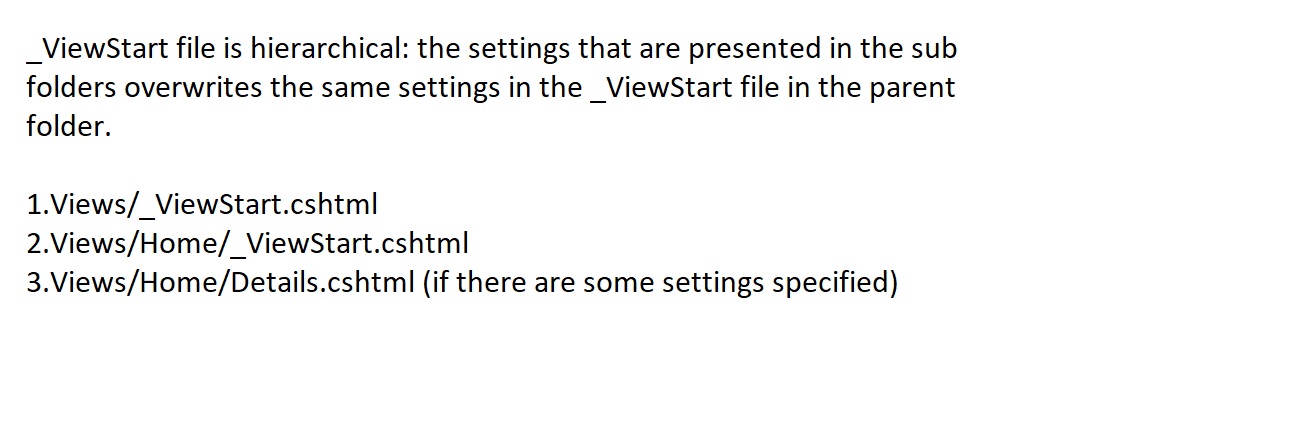 _ViewStart file is hierarchical: the settings that are presented in the sub
folders overwrites the same settings in the _ViewStart file in the parent
folder.
1.Views/_ViewStart.cshtml
2.Views/Home/_ViewStart.cshtml
3.Views/Home/Details.cshtml (if there are some settings specified)